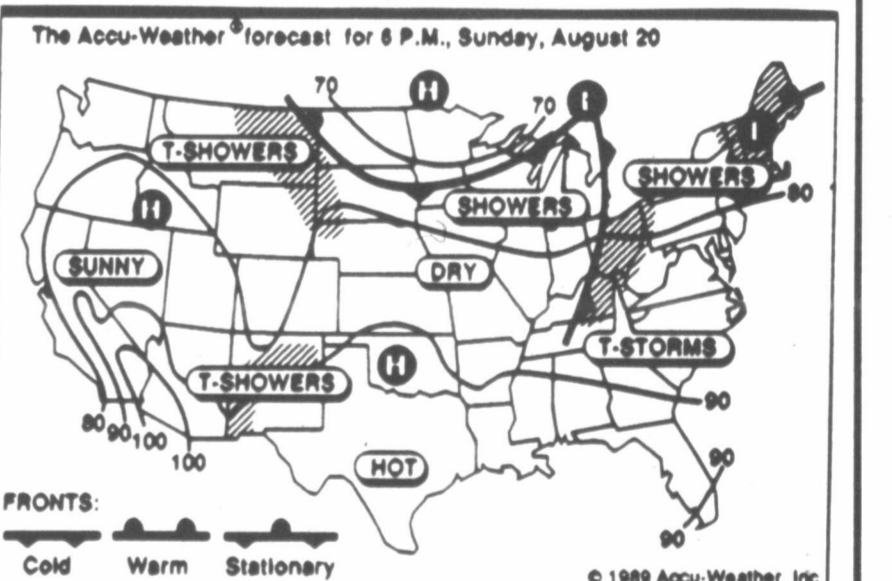 The Accu-Weather® forecast for 6 P.M., Sunday, August 20
70
H
70
T-SHOWERS
SHOWERS
SHOWERS
80
H
SUNNY
DRY
T-STORMS
H
T-SHOWERS
90
80 90 100
100
HOT
90
90
FRONTS:
Cold Warm Stationary
© 1989 Accu-Weather, Inc.